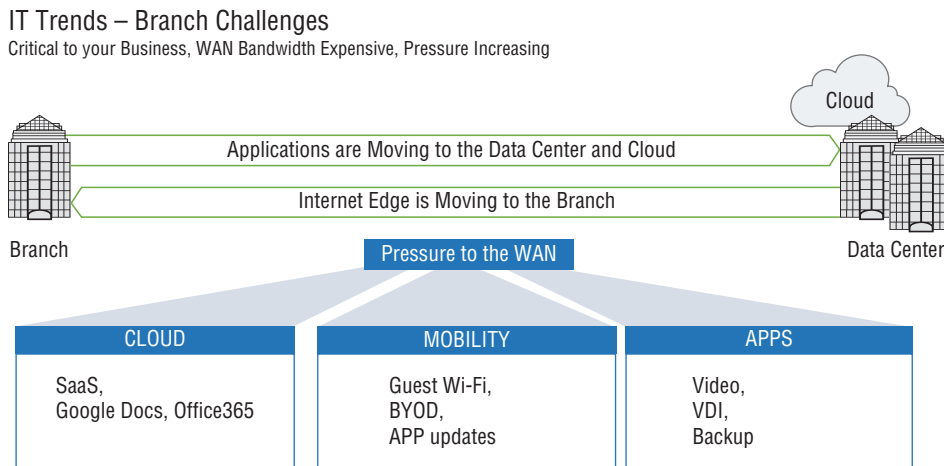 IT Trends – Branch Challenges
Critical to your Business, WAN Bandwidth Expensive, Pressure Increasing
Cloud
Applications are Moving to the Data Center and Cloud
Internet Edge is Moving to the Branch
Branch
Data Center
Pressure to the WAN
CLOUD
SaaS,
Google Docs, Office365
MOBILITY
Guest Wi-Fi,
BYOD,
APP updates
APPS
Video,
VDI,
Backup